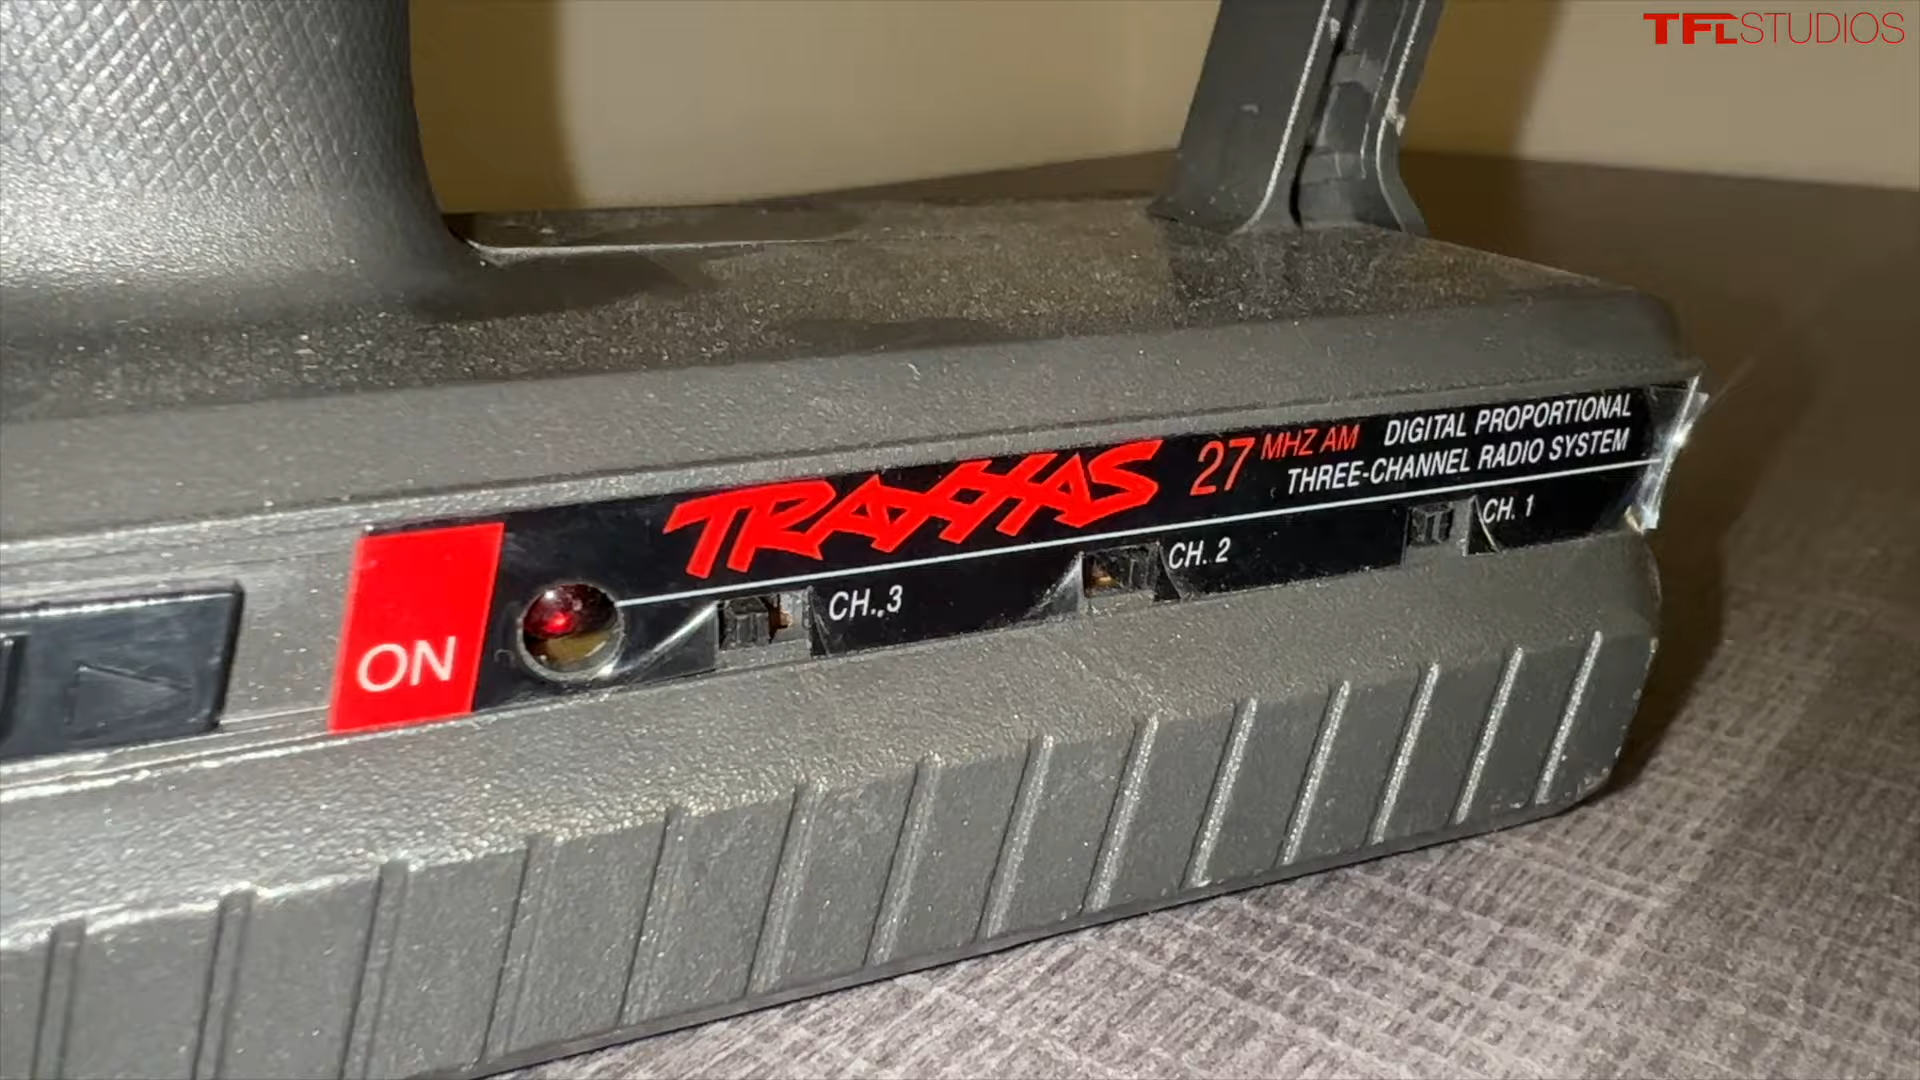 TFLSTUDIOS
TRAXXAS 27 MHZ AM DIGITAL PROPORTIONAL
THREE-CHANNEL RADIO SYSTEM
ON
CH. 3
CH. 2
CH. 1